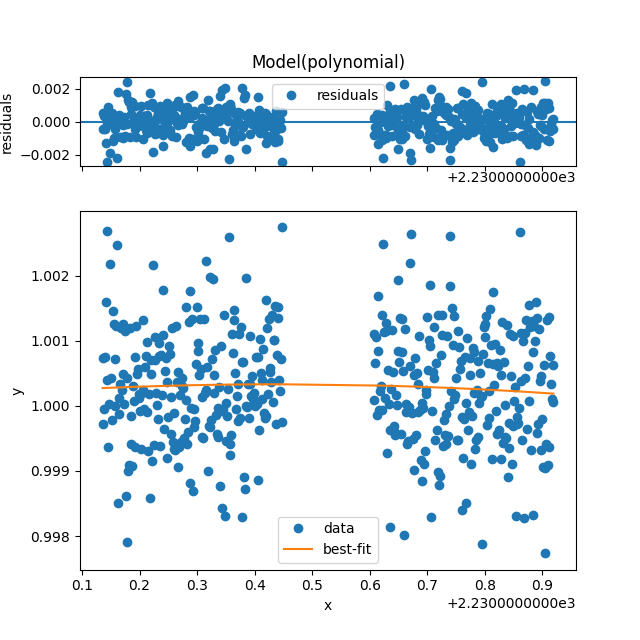 Model(polynomial)
0.002
0.000
−0.002
residuals
residuals
+2.2300000000e3
1.002
1.001
1.000
0.999
0.998
y
data
best-fit
0.1 0.2 0.3 0.4 0.5 0.6 0.7 0.8 0.9
x
+2.2300000000e3